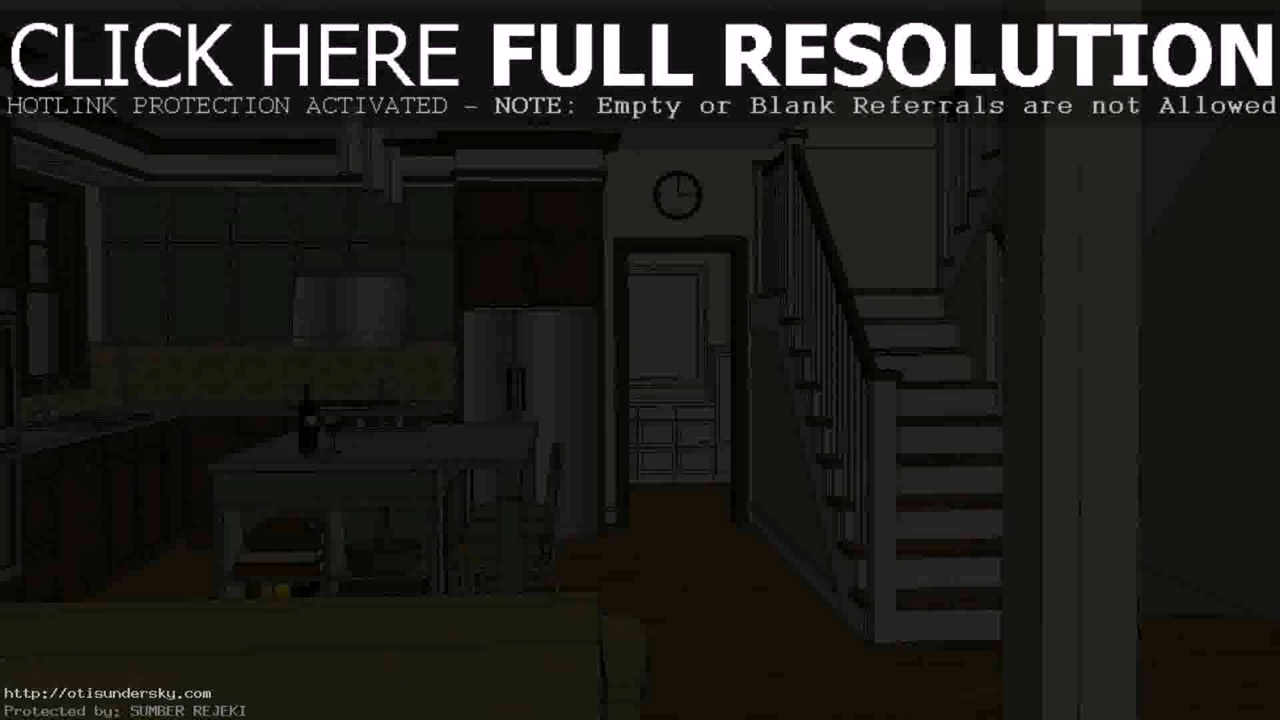 CLICK HERE FULL RESOLUTION
HOTLINK PROTECTION ACTIVATED - NOTE: Empty or Blank Referrals are not Allowed
http://otisundersky.com
Protected by: SUMBER REJEKI